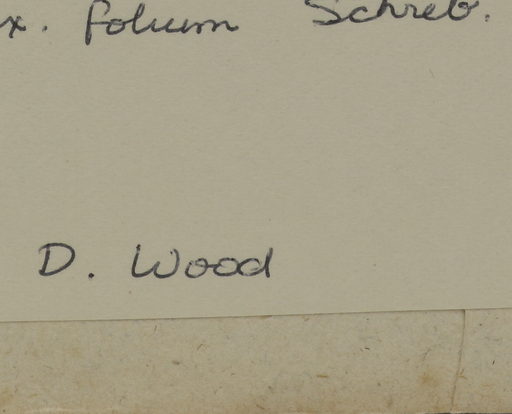 x. folium Schreb.
D. Wood